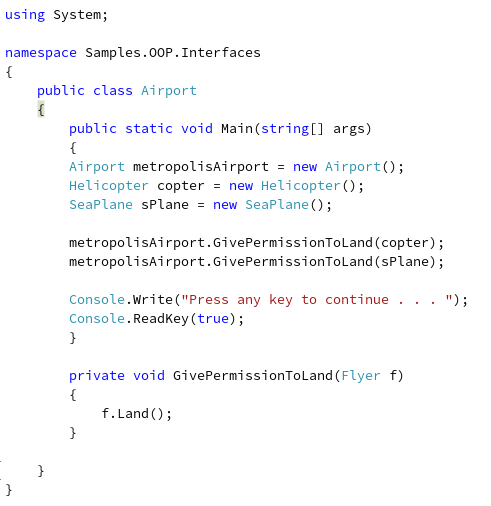 using System;

namespace Samples.OOP.Interfaces
{
    public class Airport
    {
        public static void Main(string[] args)
        {
        Airport metropolisAirport = new Airport();
        Helicopter copter = new Helicopter();
        SeaPlane sPlane = new SeaPlane();

        metropolisAirport.GivePermissionToLand(copter);
        metropolisAirport.GivePermissionToLand(sPlane);

        Console.Write("Press any key to continue . . . ");
        Console.ReadKey(true);
        }

        private void GivePermissionToLand(Flyer f)
        {
            f.Land();
        }

    }
}